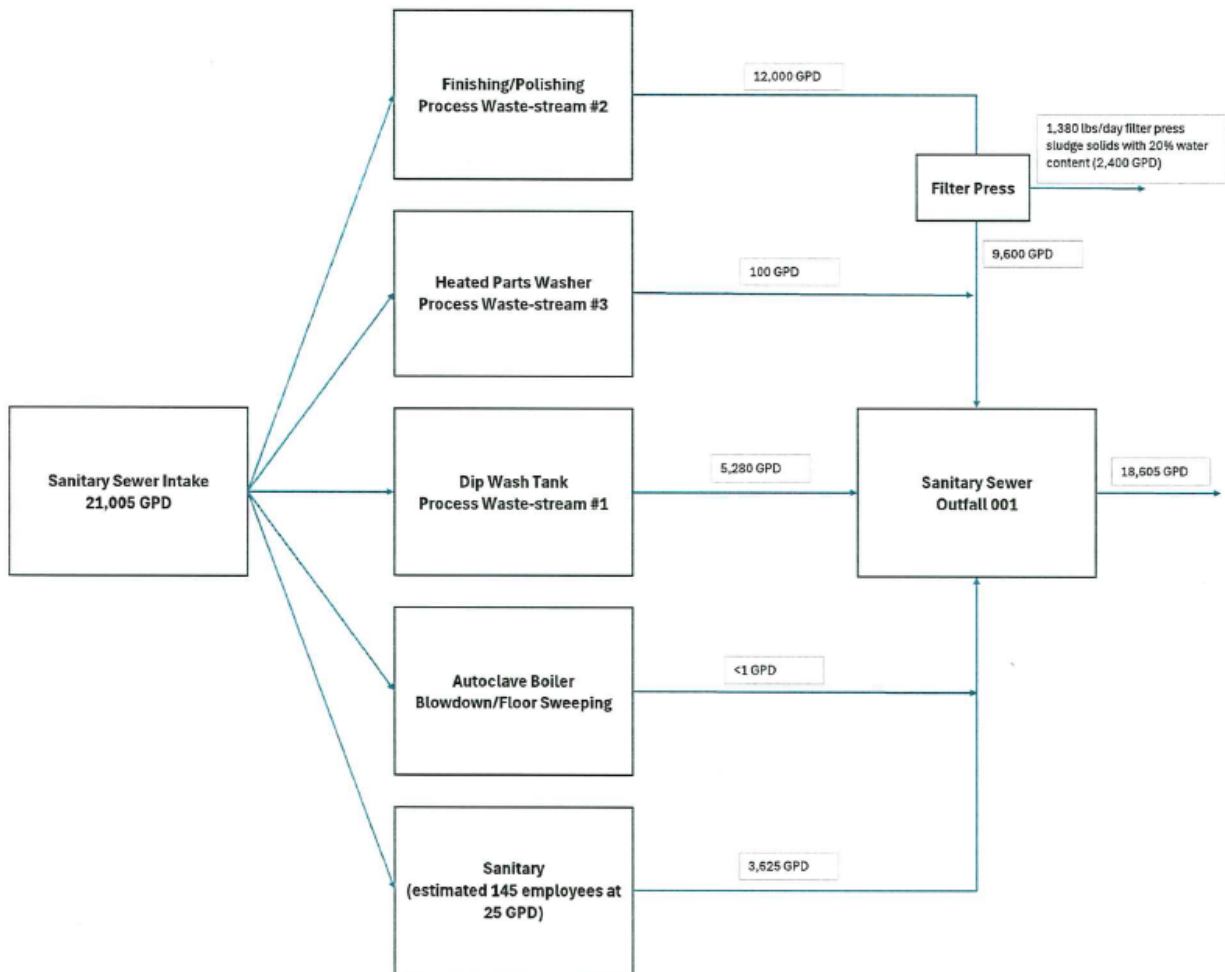 Finishing/Polishing
Process Waste-stream #2
12,000 GPD
1,380 lbs/day filter press
sludge solids with 20% water
content (2,400 GPD)
Filter Press
9,600 GPD
Heated Parts Washer
Process Waste-stream #3
100 GPD
Sanitary Sewer Intake
21,005 GPD
Dip Wash Tank
Process Waste-stream #1
5,280 GPD
Sanitary Sewer
Outfall 001
18,605 GPD
Autoclave Boiler
Blowdown/Floor Sweeping
<1 GPD
Sanitary
(estimated 145 employees at
25 GPD)
3,625 GPD